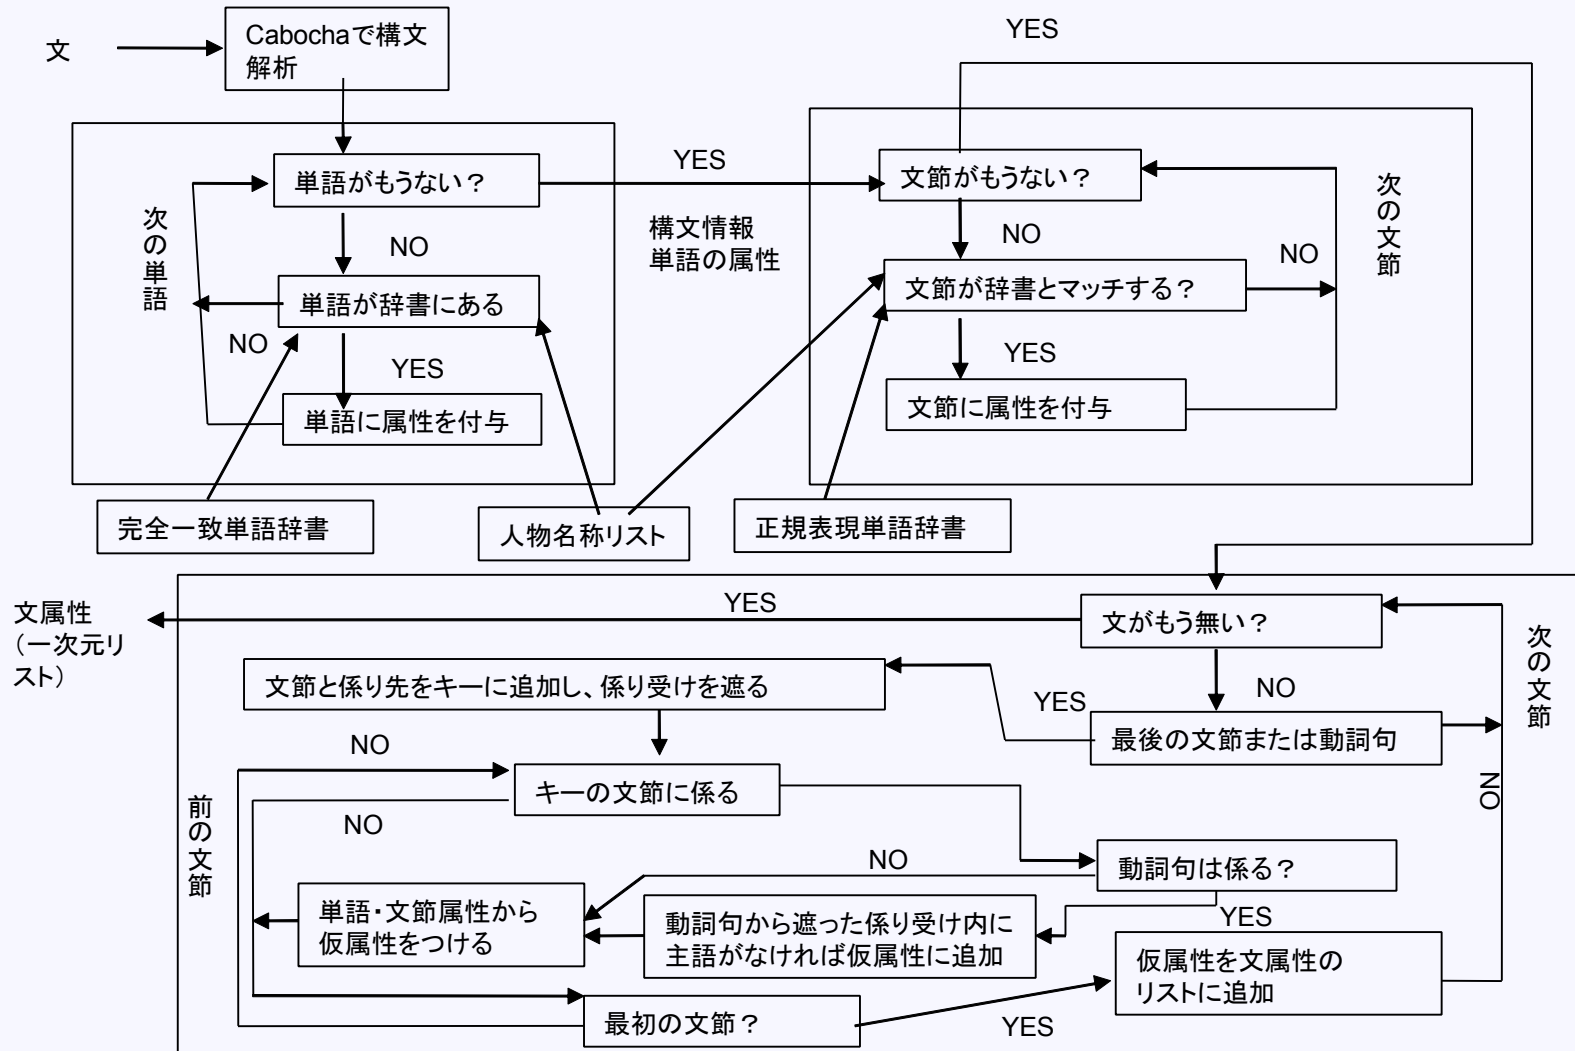 文
Cabochaで構文
解析
YES
単語がもうない？
YES
文節がもうない？
次の単語
NO
構文情報
単語の属性
NO
NO
次の文節
単語が辞書にある
文節が辞書とマッチする？
NO
YES
YES
単語に属性を付与
文節に属性を付与
完全一致単語辞書
人物名称リスト
正規表現単語辞書
文属性
（一次元リ
スト）
YES
文がもう無い？
次の文節
文節と係り先をキーに追加し、係り受けを遮る
YES
NO
最後の文節または動詞句
NO
キーの文節に係る
NO
前の文節
NO
NO
動詞句は係る？
単語・文節属性から
仮属性をつける
動詞句から遮った係り受け内に
主語がなければ仮属性に追加
YES
仮属性を文属性の
リストに追加
最初の文節？
YES